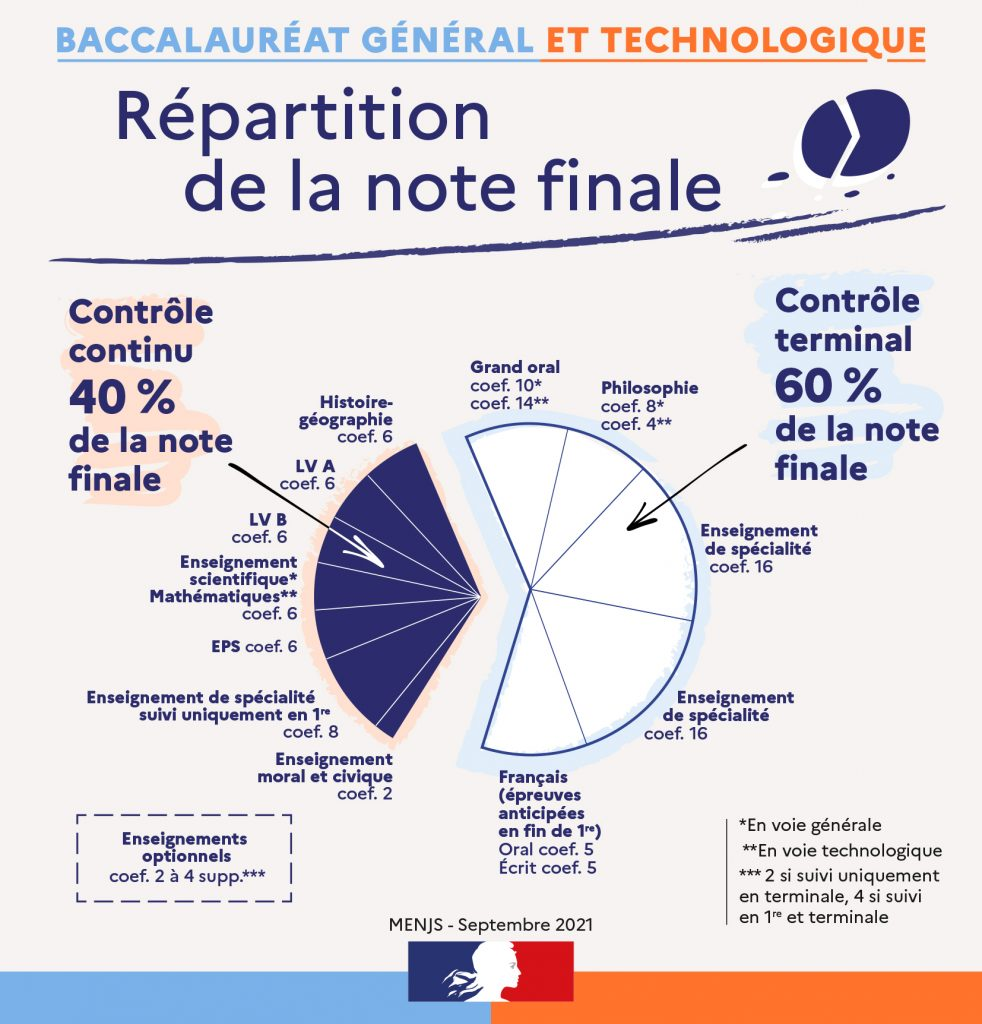 BACCALAURÉAT GÉNÉRAL ET TECHNOLOGIQUE
Répartition
de la note finale
Contrôle
continu
40 %
de la note
finale
Contrôle
terminal
60 %
de la note
finale
Grand oral
coef. 10*
coef. 14**
Philosophie
coef. 8*
coef. 4**
Enseignement
de spécialité
coef. 16
Enseignement
de spécialité
coef. 16
Français
(épreuves
anticipées
en fin de 1re)
Oral coef. 5
Écrit coef. 5
Histoire-
géographie
coef. 6
LV A
coef. 6
LV B
coef. 6
Enseignement
scientifique*
Mathématiques**
coef. 6
EPS coef. 6
Enseignement de spécialité
suivi uniquement en 1re
coef. 8
Enseignement
moral et civique
coef. 2
Enseignements
optionnels
coef. 2 à 4 supp.***
*En voie générale
**En voie technologique
*** 2 si suivi uniquement
en terminale, 4 si suivi
en 1re et terminale
MENJS - Septembre 2021